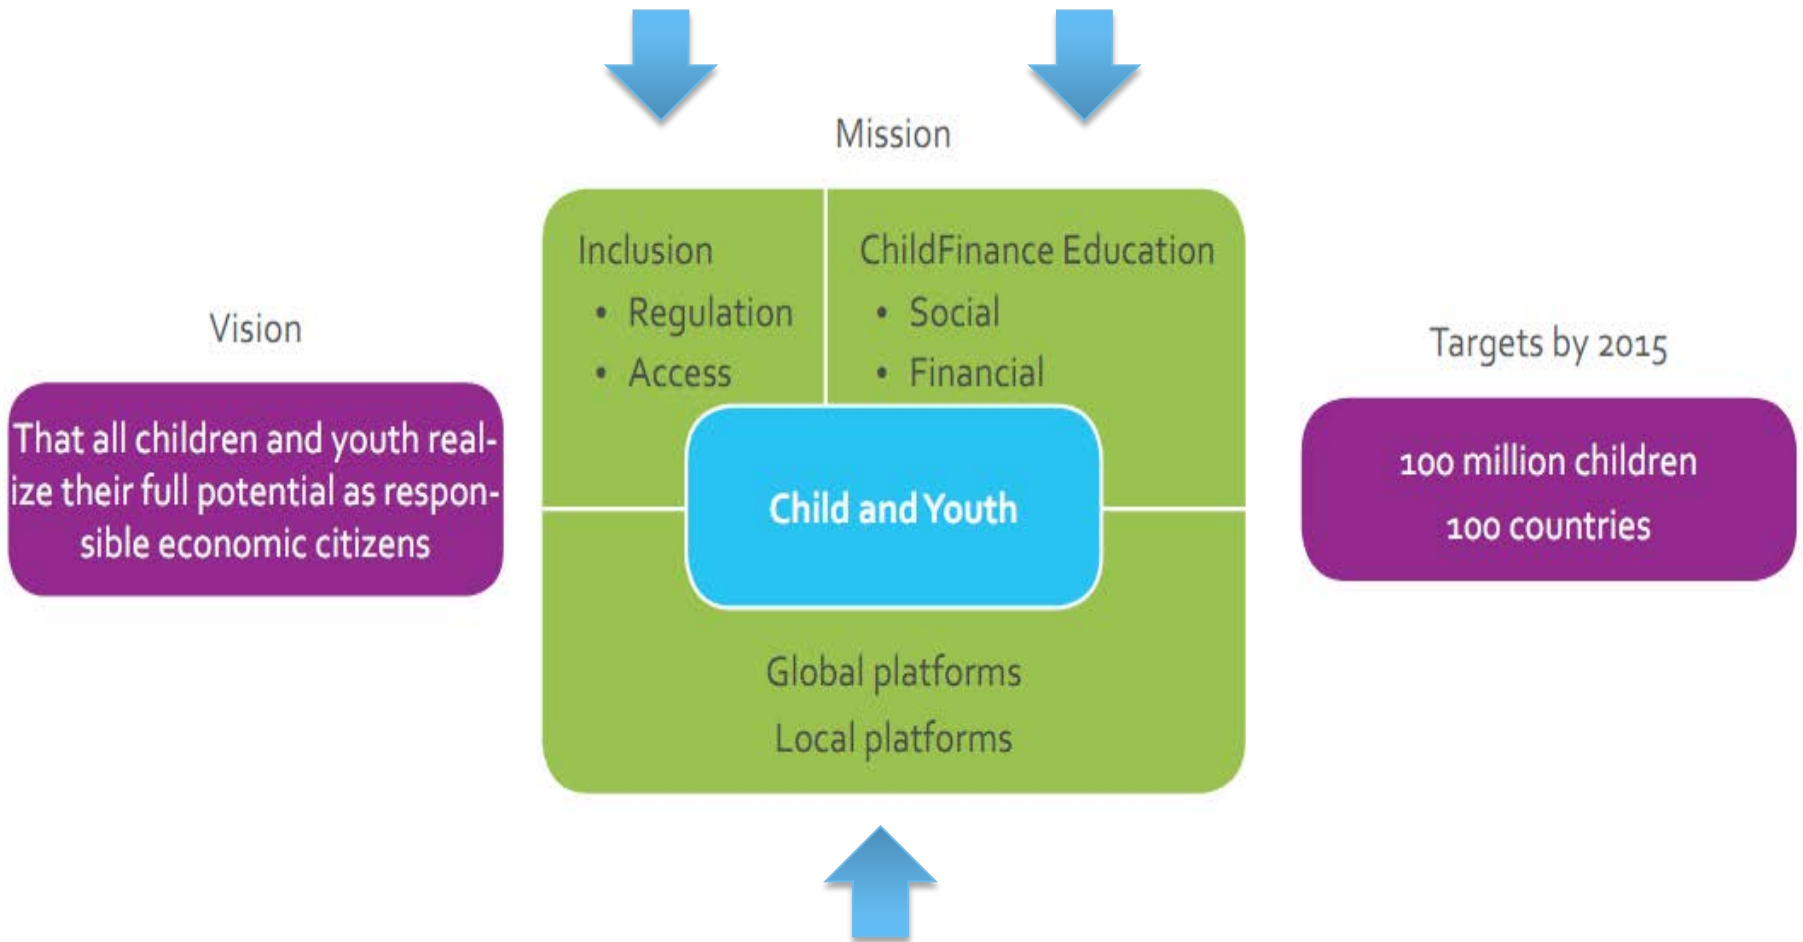 Mission
Inclusion
• Regulation
• Access
ChildFinance Education
• Social
• Financial
Vision
That all children and youth real-
ize their full potential as respon-
sible economic citizens
Child and Youth
Global platforms
Local platforms
Targets by 2015
100 million children
100 countries